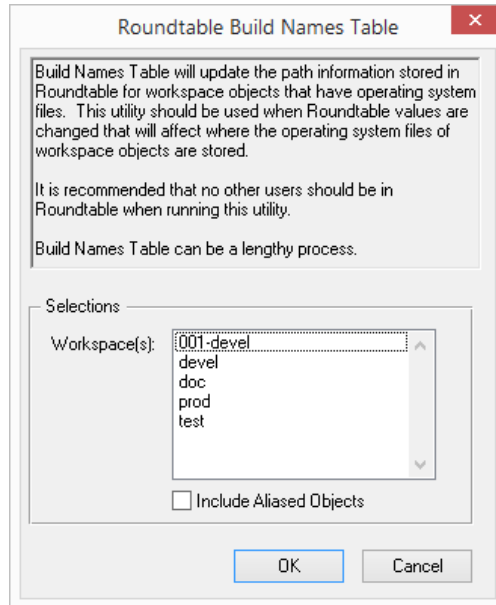 Roundtable Build Names Table
Build Names Table will update the path information stored in
Roundtable for workspace objects that have operating system
files. This utility should be used when Roundtable values are
changed that will affect where the operating system files of
workspace objects are stored.
It is recommended that no other users should be in
Roundtable when running this utility.
Build Names Table can be a lengthy process.
Selections
Workspace(s):
001-devel
devel
doc
prod
test
Include Aliased Objects
OK Cancel